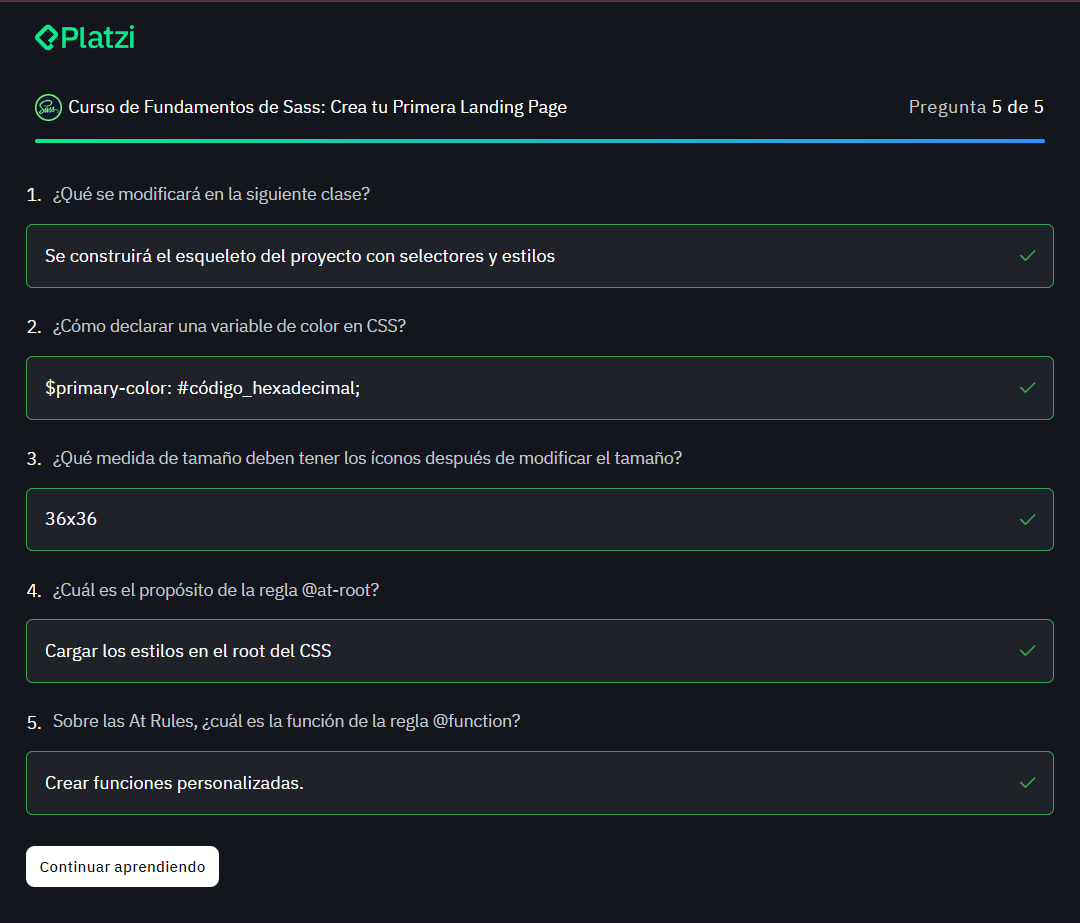 Platzi
Sass
Curso de Fundamentos de Sass: Crea tu Primera Landing Page
Pregunta 5 de 5
1. ¿Qué se modificará en la siguiente clase?
Se construirá el esqueleto del proyecto con selectores y estilos
2. ¿Cómo declarar una variable de color en CSS?
$primary-color: #código_hexadecimal;
3. ¿Qué medida de tamaño deben tener los íconos después de modificar el tamaño?
36x36
4. ¿Cuál es el propósito de la regla @at-root?
Cargar los estilos en el root del CSS
5. Sobre las At Rules, ¿cuál es la función de la regla @function?
Crear funciones personalizadas.
Continuar aprendiendo